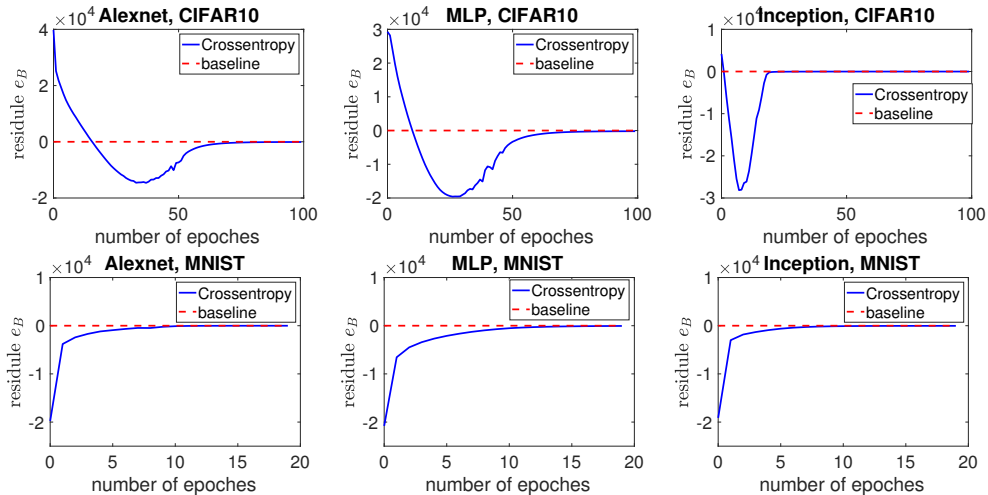 ×10⁴ Alexnet, CIFAR10
4
2
0
-2
residule e_B
0 50 100
number of epoches
Crossentropy
baseline
×10⁴ MLP, CIFAR10
3
2
1
0
-1
-2
residule e_B
0 50 100
number of epoches
Crossentropy
baseline
×10⁴ Inception, CIFAR10
1
0
-1
-2
-3
residule e_B
0 50 100
number of epoches
Crossentropy
baseline
×10⁴ Alexnet, MNIST
1
0
-1
-2
residule e_B
0 5 10 15 20
number of epoches
Crossentropy
baseline
×10⁴ MLP, MNIST
1
0
-1
-2
residule e_B
0 5 10 15 20
number of epoches
Crossentropy
baseline
×10⁴ Inception, MNIST
1
0
-1
-2
residule e_B
0 5 10 15 20
number of epoches
Crossentropy
baseline